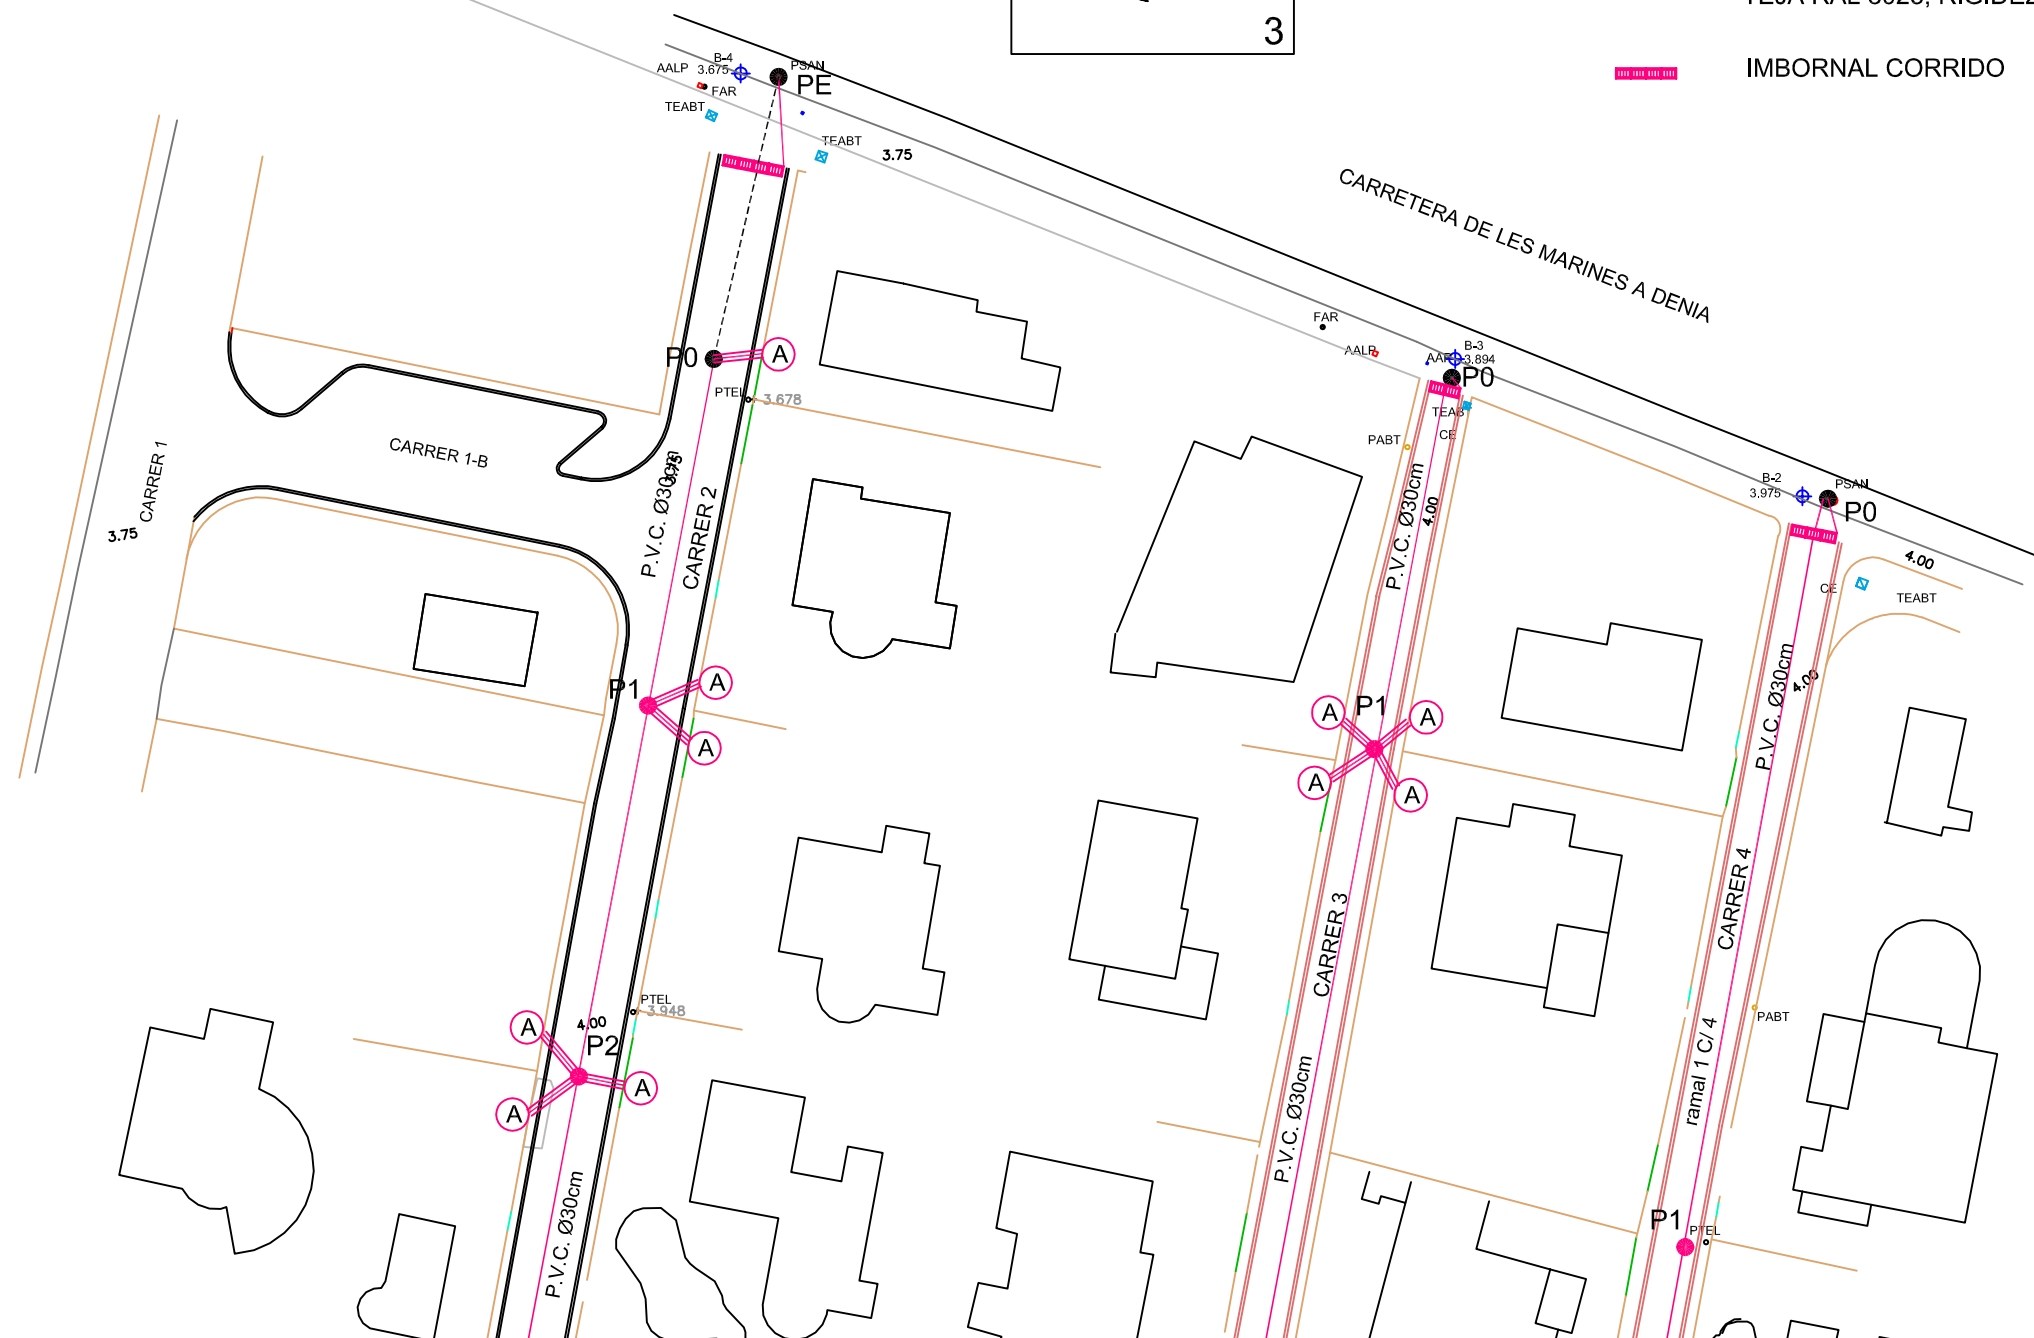 3
IMBORNAL CORRIDO
B-4
3.675
AALP
FAR
PSAN
PE
TEABT
TEABT
3.75
CARRETERA DE LES MARINES A DENIA
FAR
AALP
B-3
3.894
P0
PABT
CE
P0
A
PTEL
3.678
CARRER 1
3.75
CARRER 1-B
P.V.C. Ø30cm
3.75
CARRER 2
P.V.C. Ø30cm
4.00
B-2
3.975
PSAN
P0
4.00
CE
TEABT
P.V.C. Ø30cm
4.00
P1
A
A
P1
A
A
A
A
CARRER 3
CARRER 4
PTEL
3.948
4.00
P2
A
A
A
PABT
ramal 1 C/ 4
P.V.C. Ø30cm
P.V.C. Ø30cm
P1
PTEL